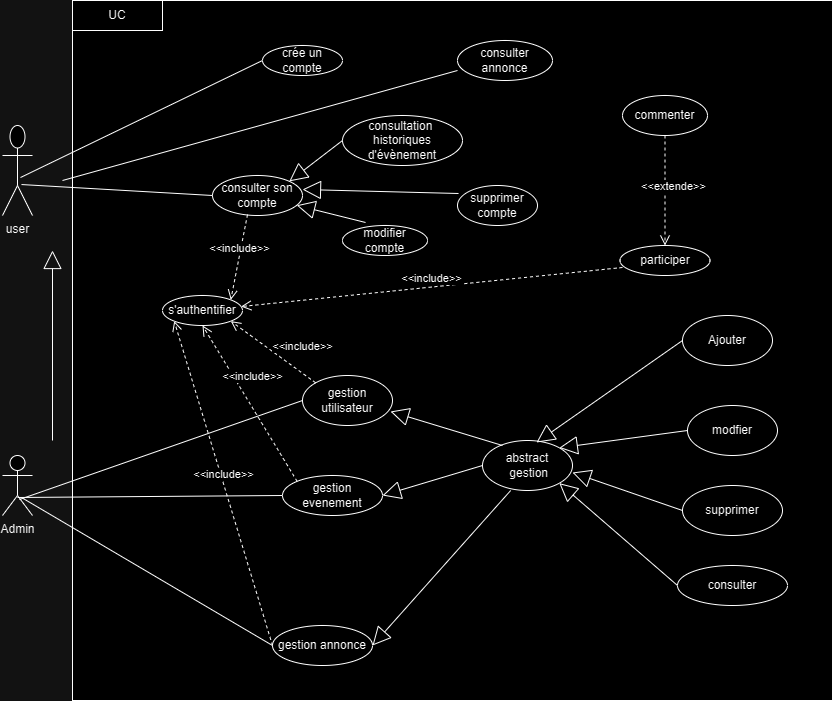 UC
crée un
compte
consulter
annonce
commenter
consultation
historiques
d'évènement
<<extende>>
consulter son
compte
supprimer
compte
user
modifier
compte
<<include>>
participer
<<include>>
s'authentifier
Ajouter
<<include>>
<<include>>
gestion
utilisateur
modfier
abstract
gestion
<<include>>
gestion
evenement
supprimer
Admin
consulter
gestion annonce